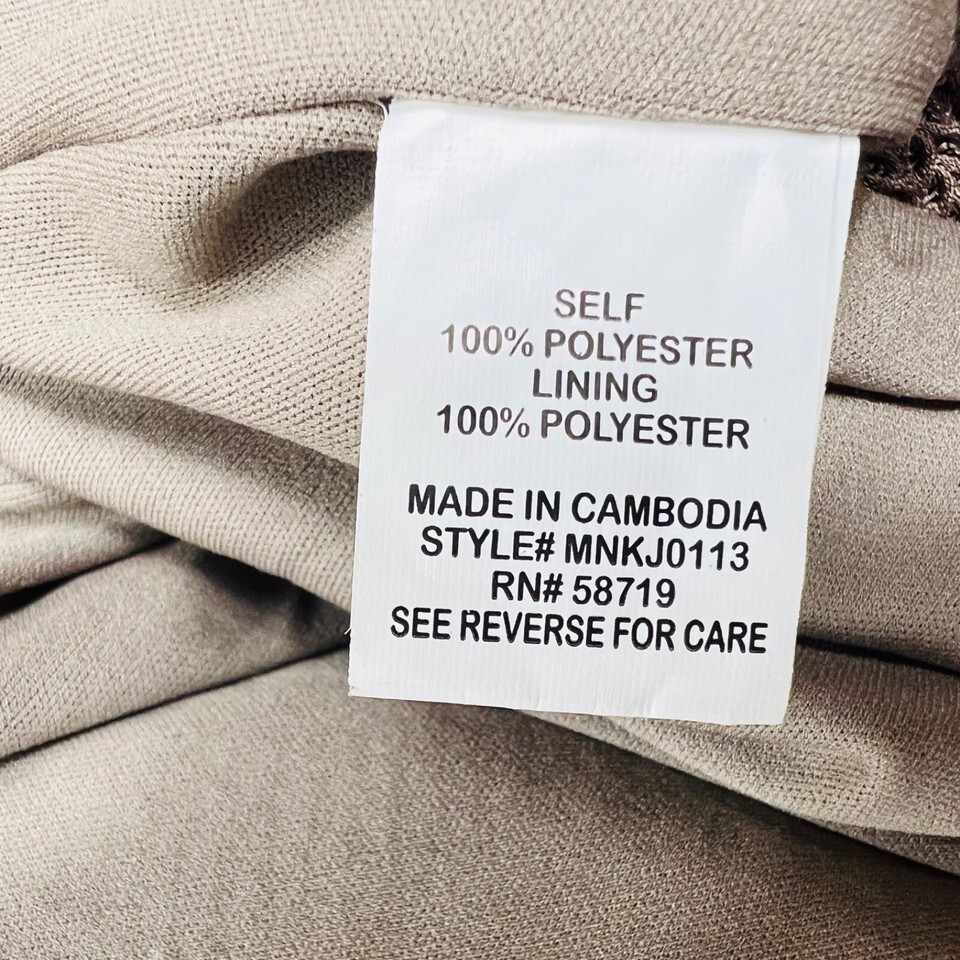 SELF
100% POLYESTER
LINING
100% POLYESTER
MADE IN CAMBODIA
STYLE# MNKJ0113
RN# 58719
SEE REVERSE FOR CARE